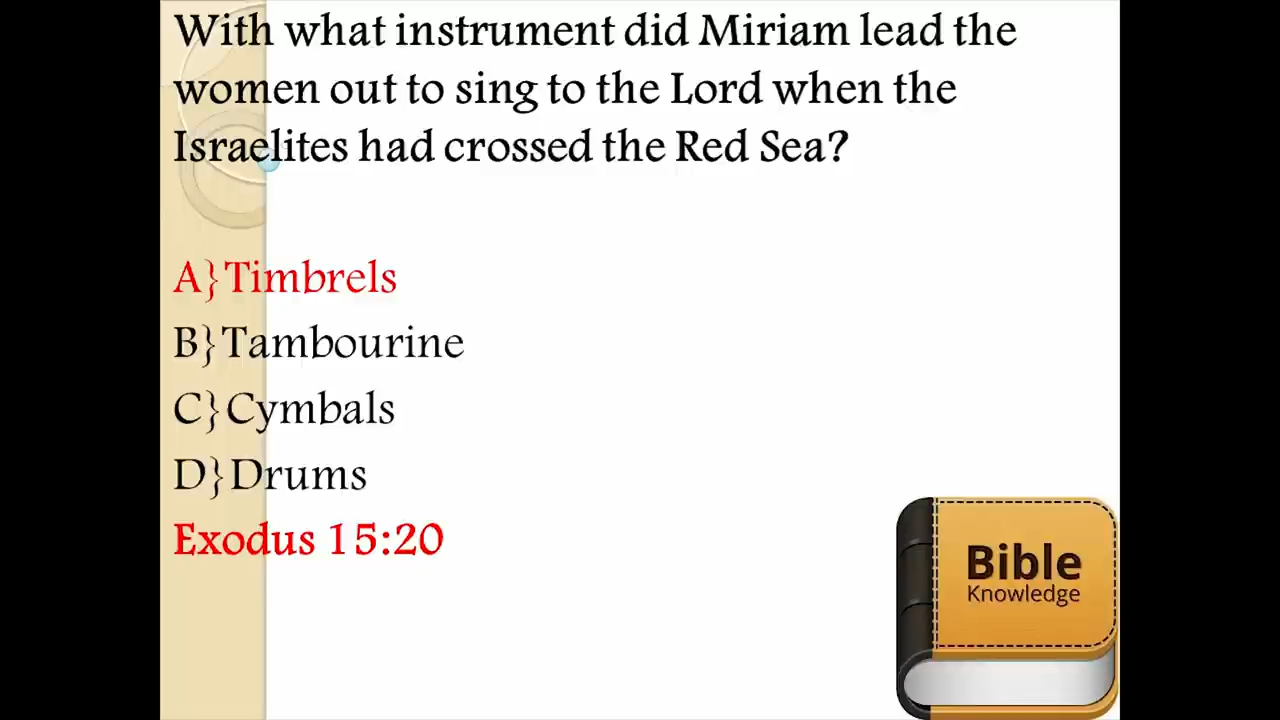 With what instrument did Miriam lead the
women out to sing to the Lord when the
Israelites had crossed the Red Sea?
A}Timbrels
B}Tambourine
C}Cymbals
D}Drums
Exodus 15:20
Bible
Knowledge